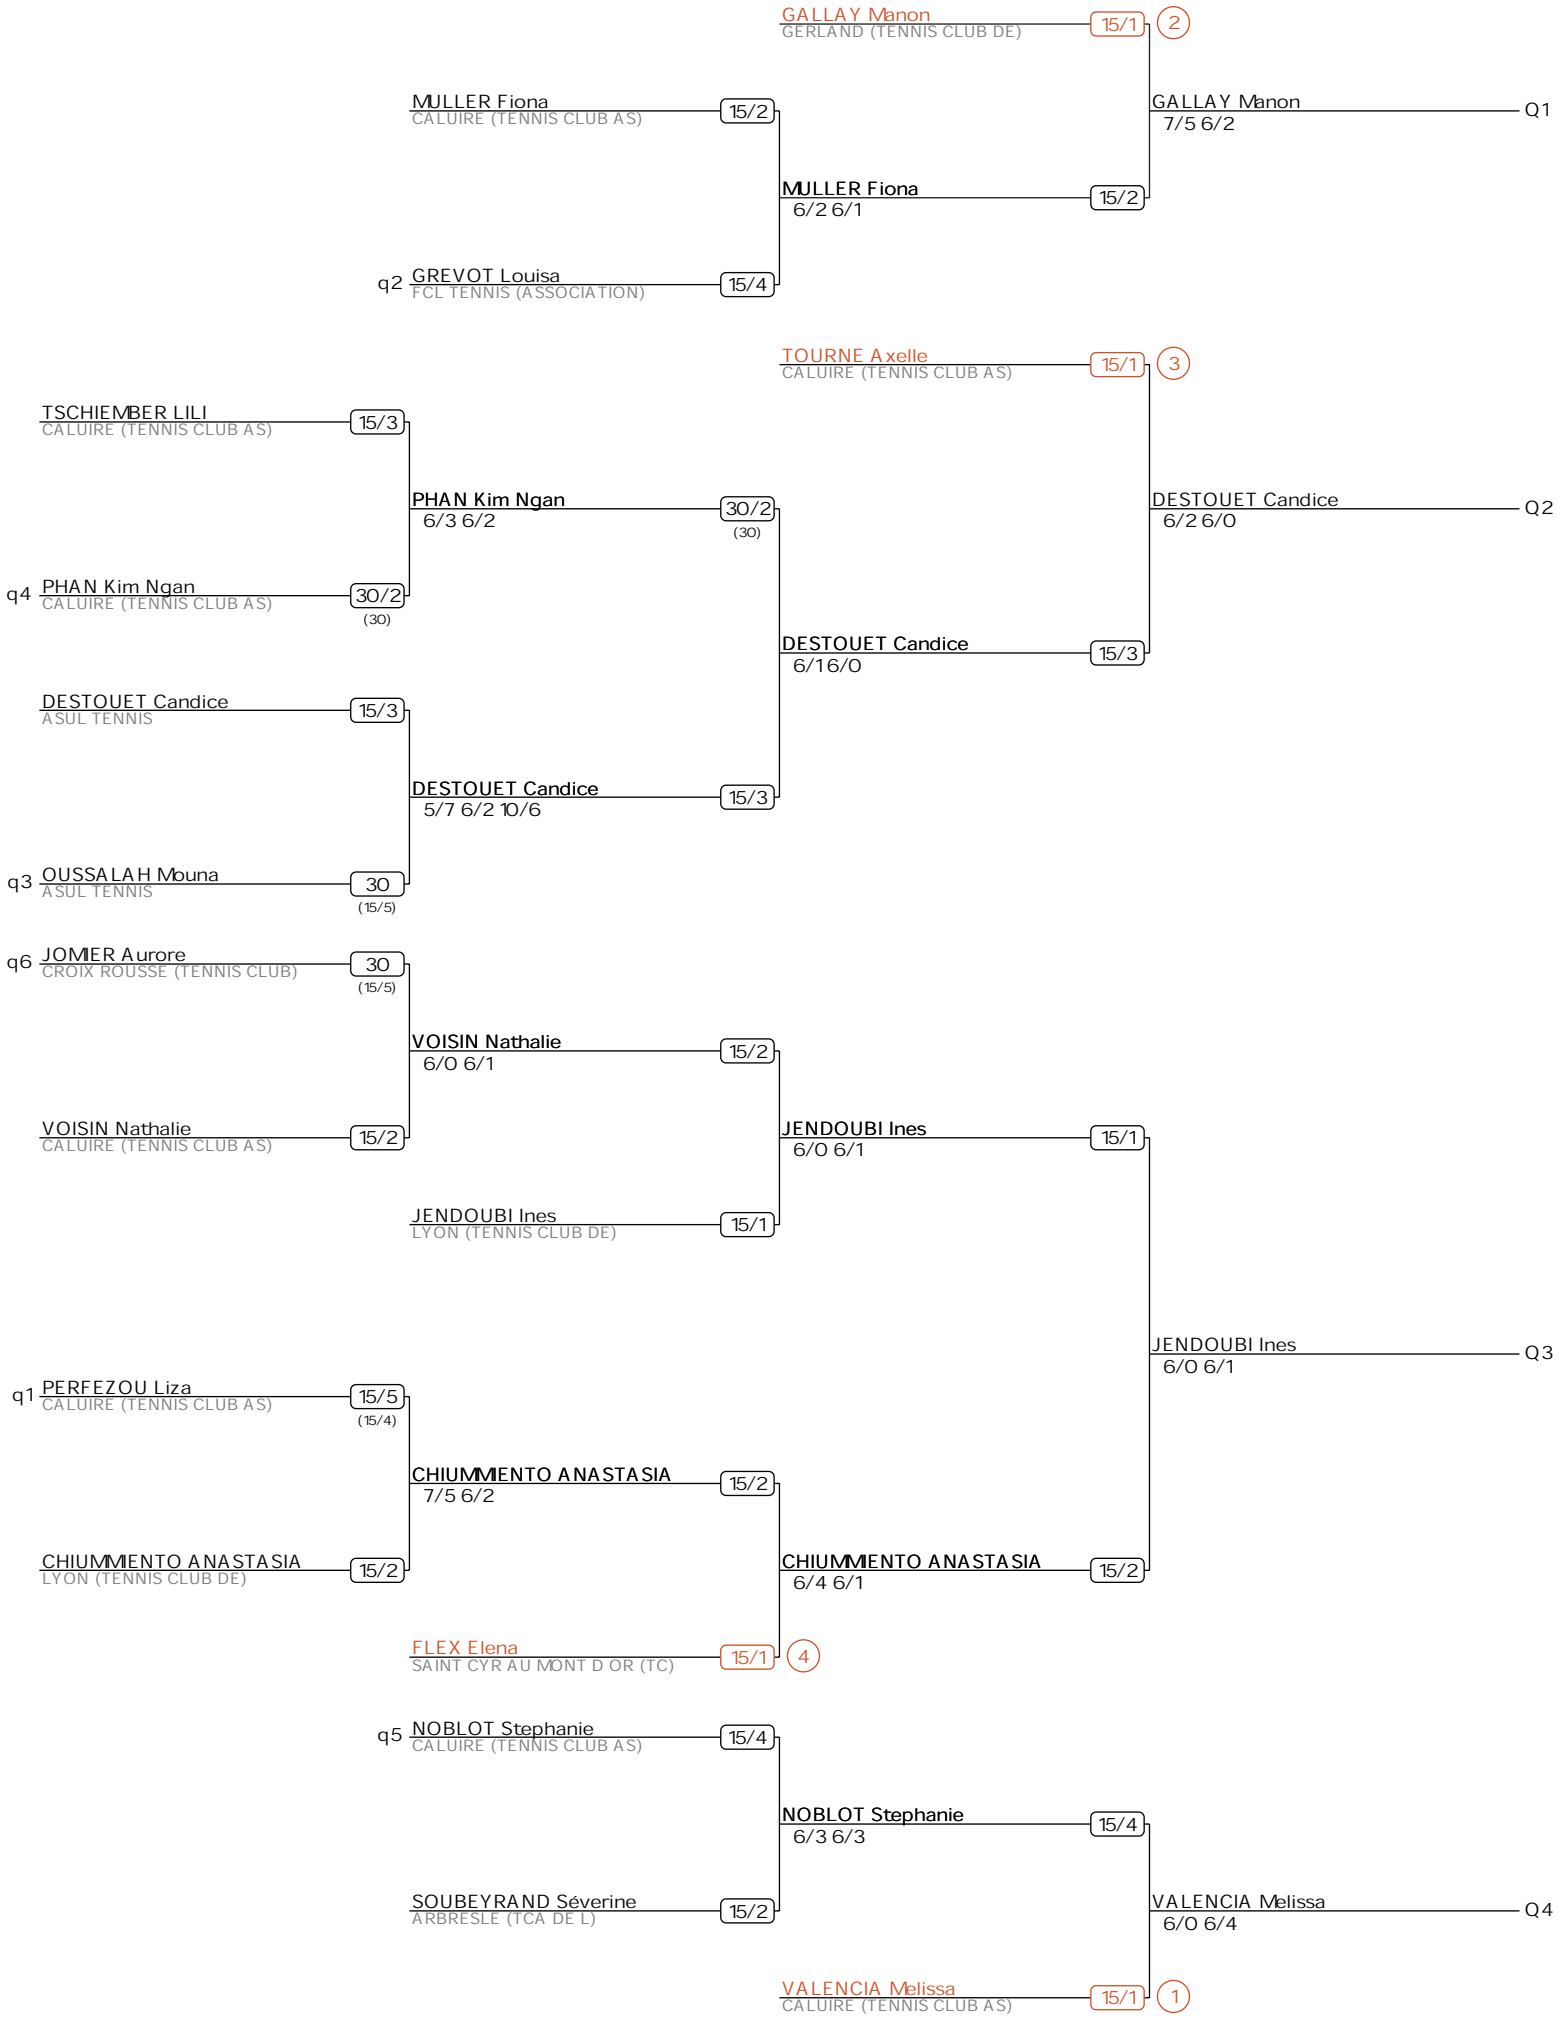 GALLAY Manon
GERLAND (TENNIS CLUB DE)
15/1
2
MULLER Fiona
CALUIRE (TENNIS CLUB AS)
15/2
GALLAY Manon
7/5 6/2
Q1
MULLER Fiona
6/2 6/1
15/2
q2
GREVOT Louisa
FCL TENNIS (ASSOCIATION)
15/4
TOURNE Axelle
CALUIRE (TENNIS CLUB AS)
15/1
3
TSCHIEMBER LILI
CALUIRE (TENNIS CLUB AS)
15/3
PHAN Kim Ngan
6/3 6/2
30/2
(30)
DESTOUET Candice
6/2 6/0
Q2
q4
PHAN Kim Ngan
CALUIRE (TENNIS CLUB AS)
30/2
(30)
DESTOUET Candice
6/1 6/0
15/3
DESTOUET Candice
ASUL TENNIS
15/3
DESTOUET Candice
5/7 6/2 10/6
15/3
q3
OUSSALAH Mouna
ASUL TENNIS
30
(15/5)
q6
JOMIER Aurore
CROIX ROUSSE (TENNIS CLUB)
30
(15/5)
VOISIN Nathalie
6/0 6/1
15/2
VOISIN Nathalie
CALUIRE (TENNIS CLUB AS)
15/2
JENDOUBI Ines
6/0 6/1
15/1
JENDOUBI Ines
LYON (TENNIS CLUB DE)
15/1
JENDOUBI Ines
6/0 6/1
Q3
q1
PERFEZOU Liza
CALUIRE (TENNIS CLUB AS)
15/5
(15/4)
CHIUMMIENTO ANASTASIA
7/5 6/2
15/2
CHIUMMIENTO ANASTASIA
LYON (TENNIS CLUB DE)
15/2
CHIUMMIENTO ANASTASIA
6/4 6/1
15/2
FLEX Elena
SAINT CYR AU MONT D OR (TC)
15/1
4
q5
NOBLOT Stephanie
CALUIRE (TENNIS CLUB AS)
15/4
NOBLOT Stephanie
6/3 6/3
15/4
SOUBEYRAND Séverine
ARBRESLE (TCA DE L)
15/2
VALENCIA Melissa
6/0 6/4
Q4
VALENCIA Melissa
CALUIRE (TENNIS CLUB AS)
15/1
1